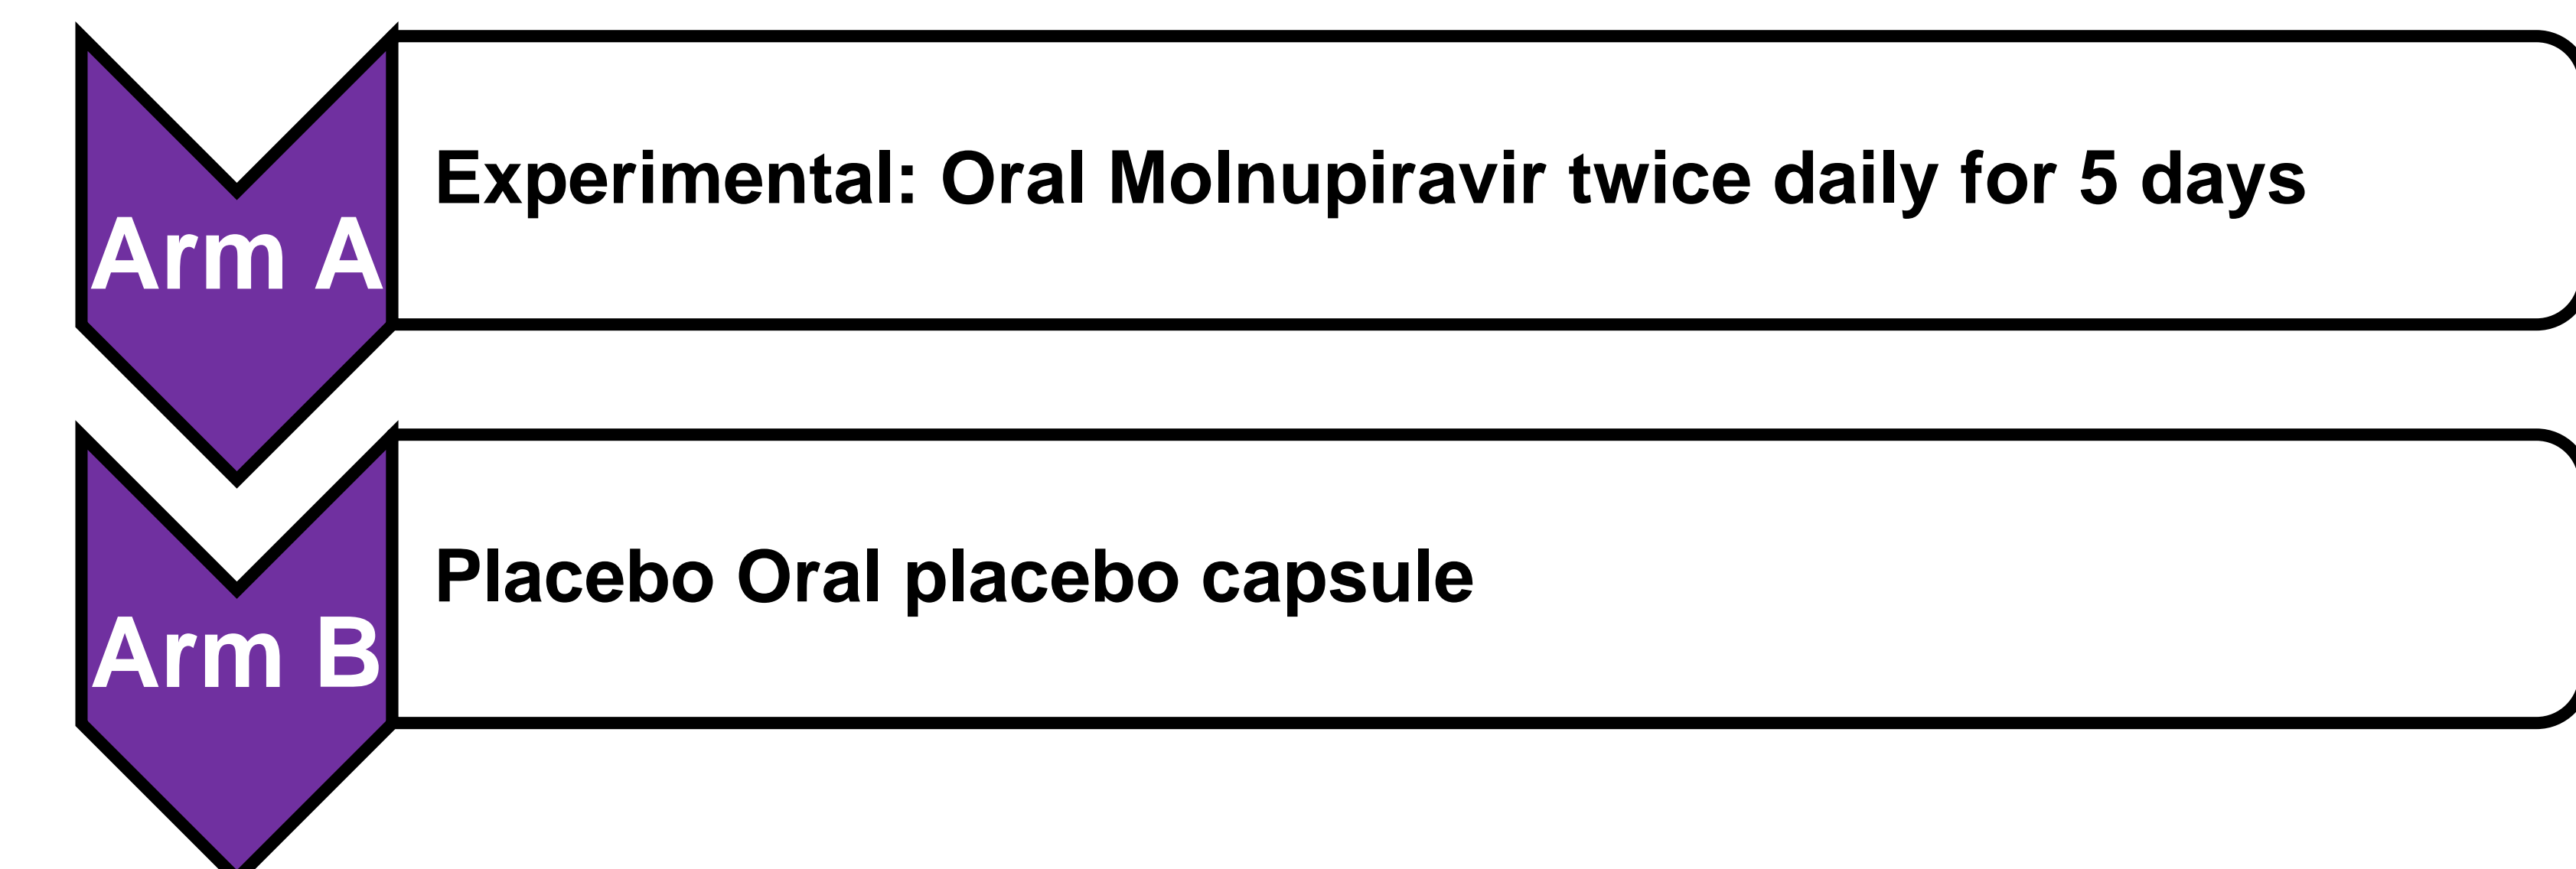 Arm A
Experimental: Oral Molnupiravir twice daily for 5 days
Arm B
Placebo Oral placebo capsule